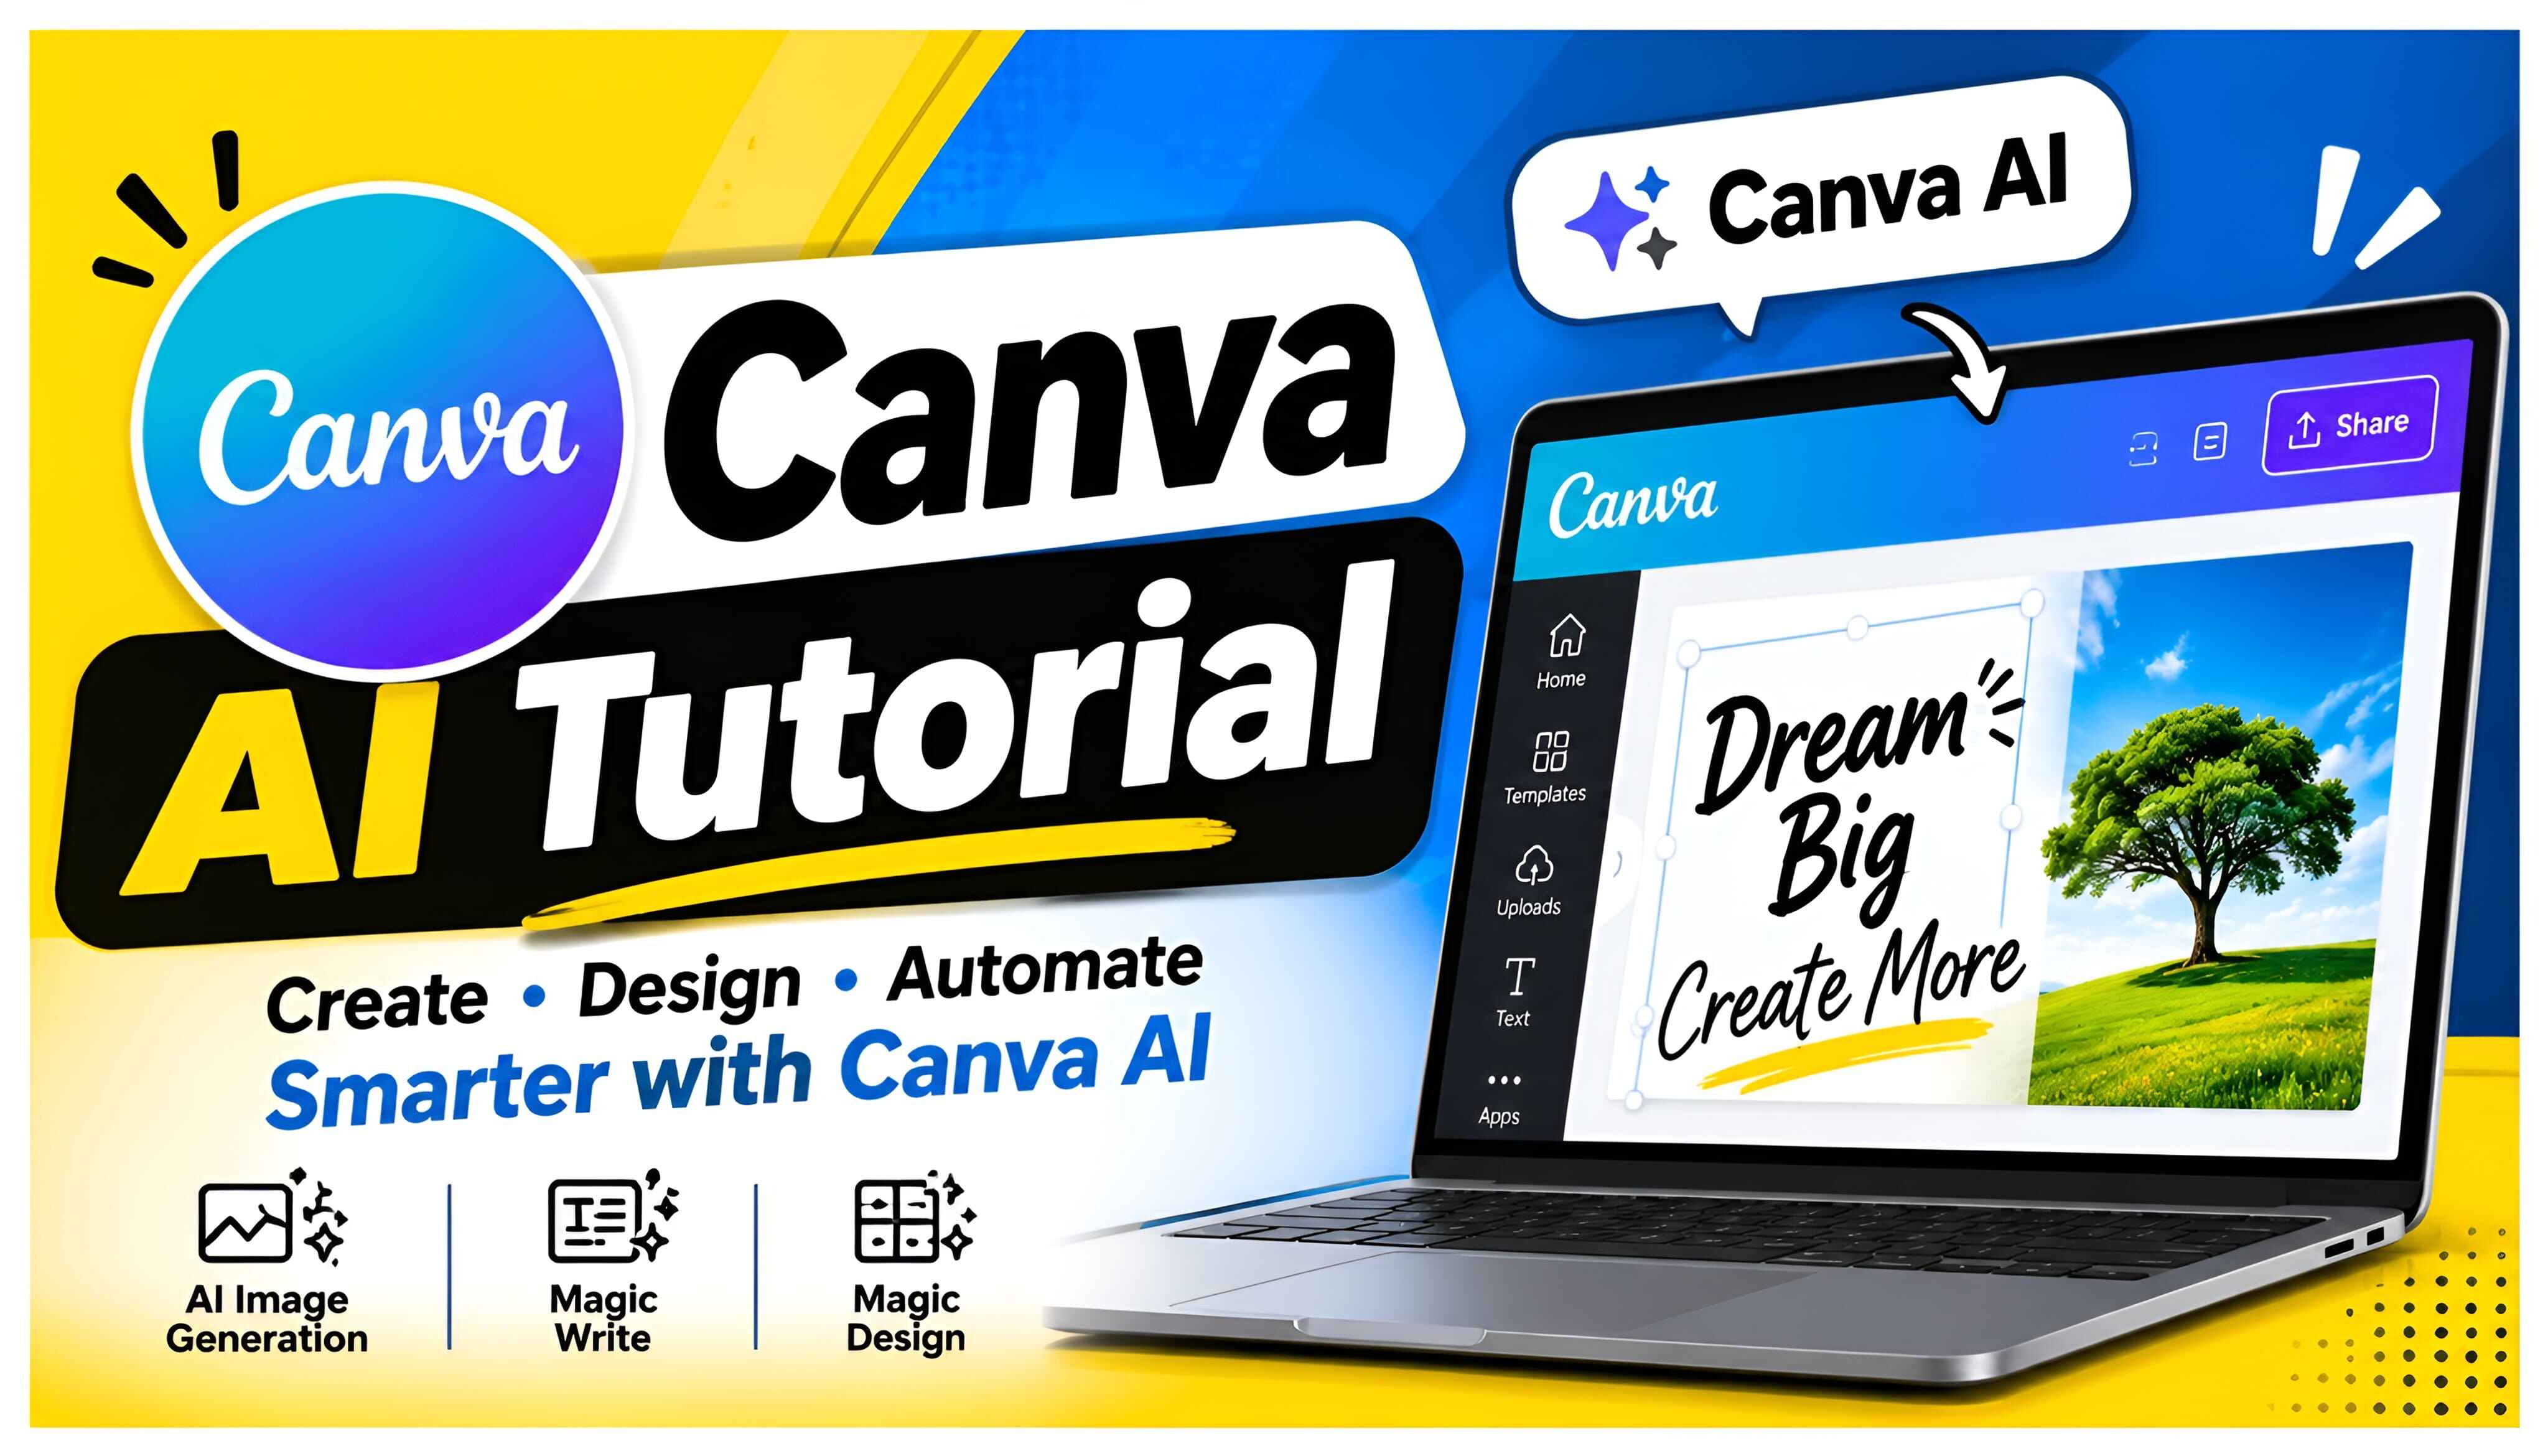 Canva
Canva
AI Tutorial
Create • Design • Automate
Smarter with Canva AI
AI Image
Generation
Magic
Write
Magic
Design
Canva AI
Canva
Share
Home
Templates
Uploads
Text
Apps
Dream
Big
Create More